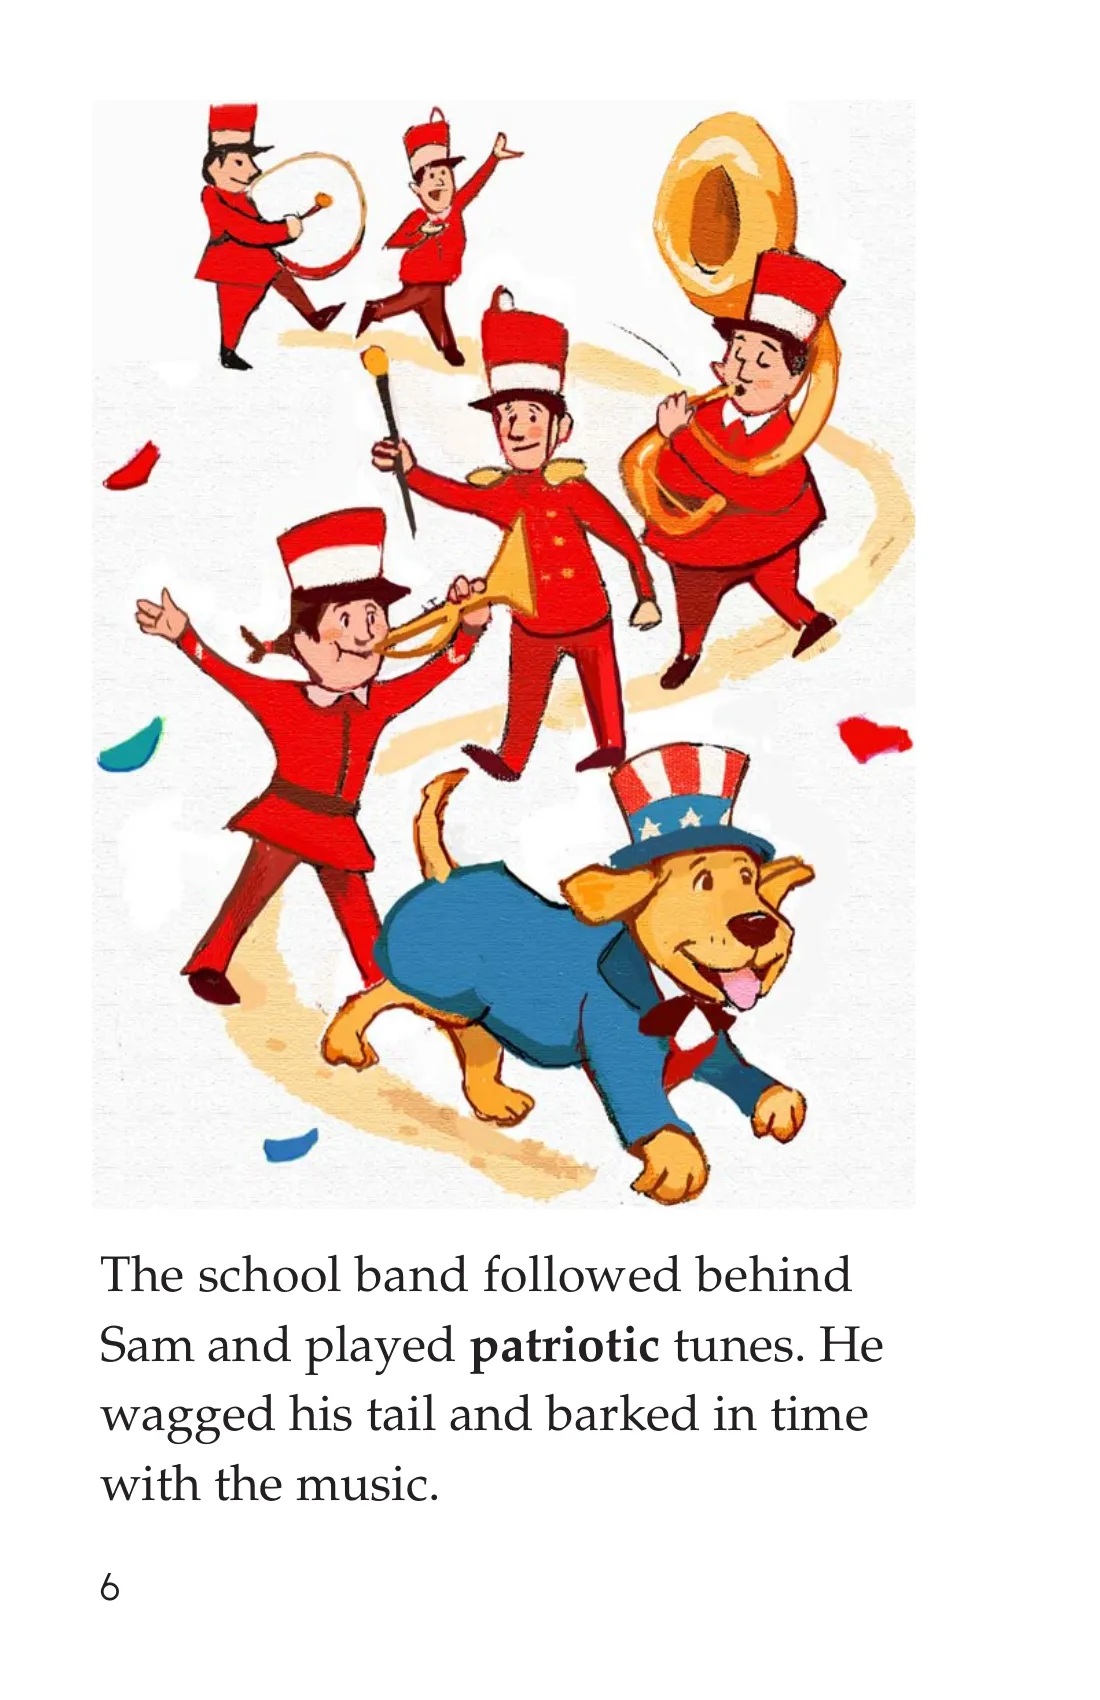 The school band followed behind
Sam and played patriotic tunes. He
wagged his tail and barked in time
with the music.
6